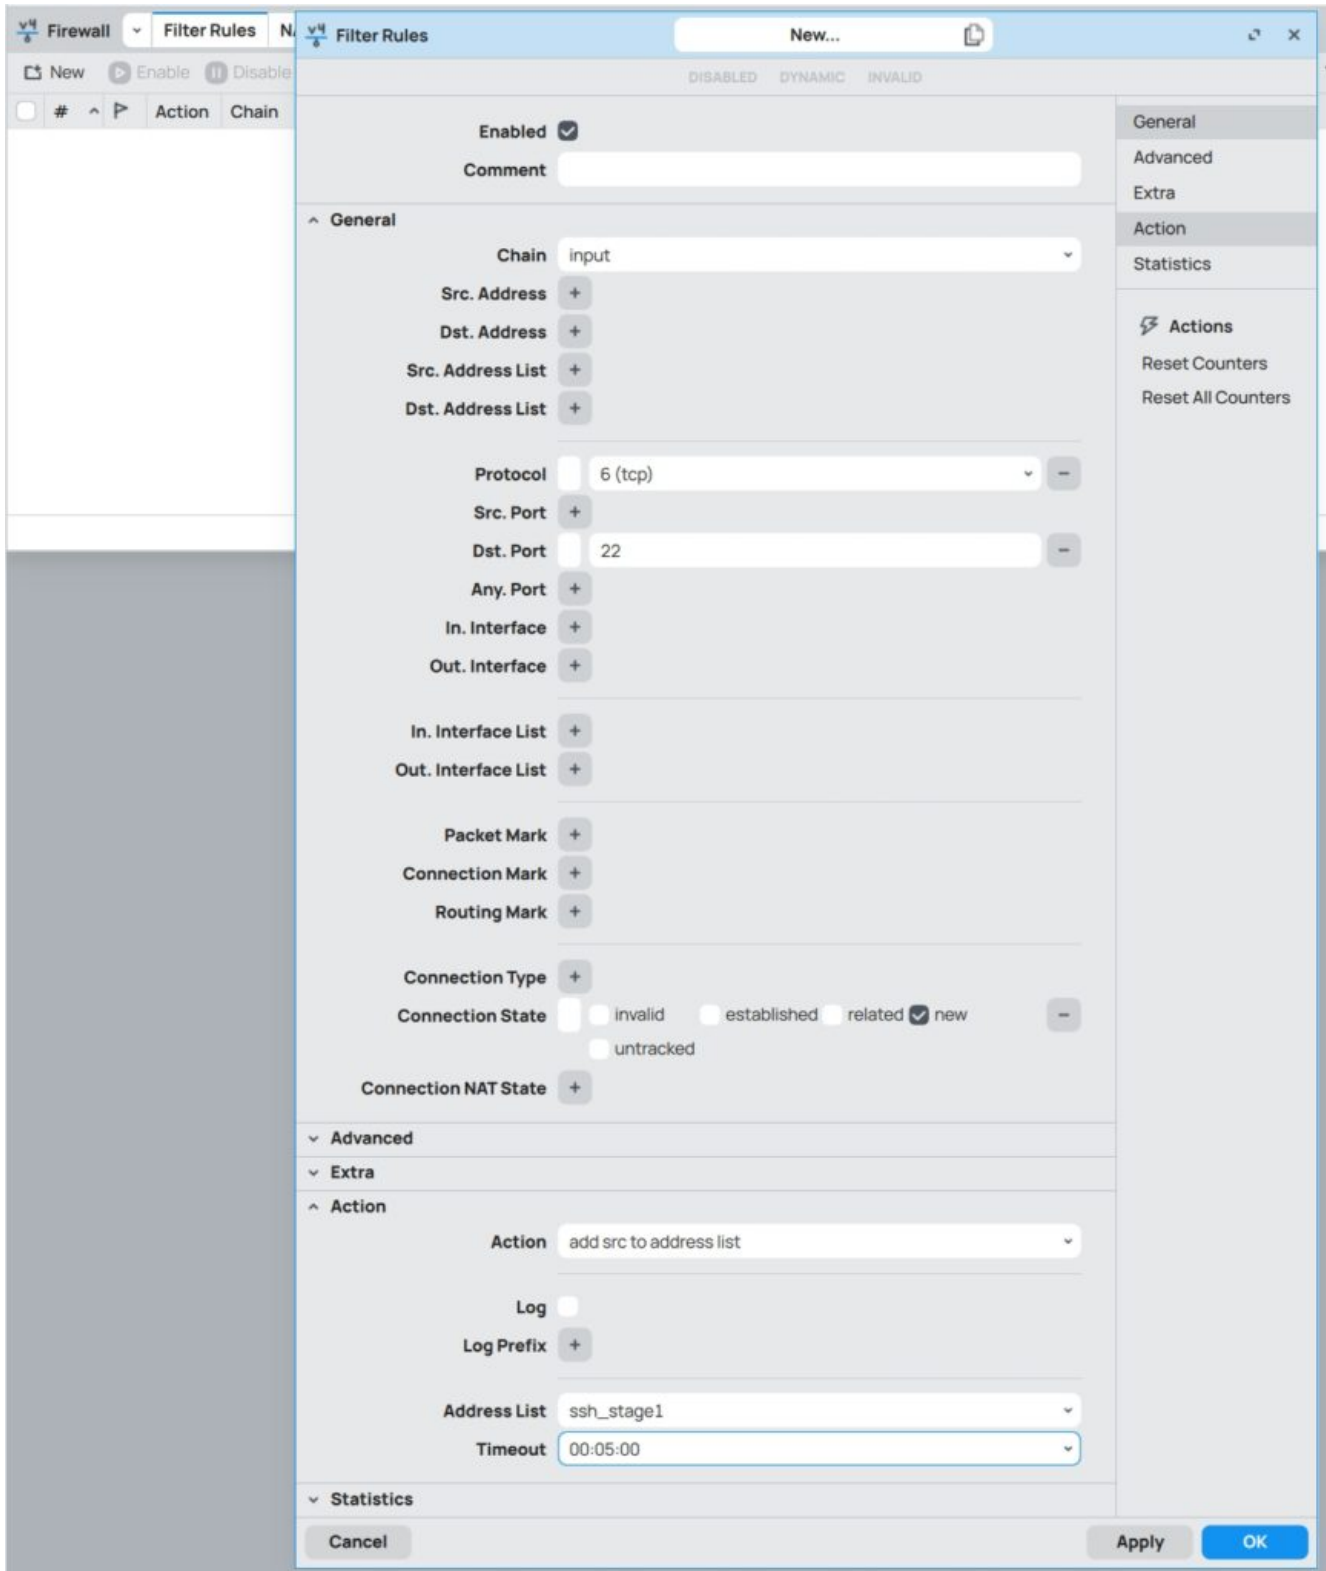 Firewall Filter Rules
New Enable Disable
# Action Chain
Filter Rules New...
DISABLED DYNAMIC INVALID
Enabled
Comment
General
Chain input
Src. Address +
Dst. Address +
Src. Address List +
Dst. Address List +
Protocol 6 (tcp) −
Src. Port +
Dst. Port 22 −
Any. Port +
In. Interface +
Out. Interface +
In. Interface List +
Out. Interface List +
Packet Mark +
Connection Mark +
Routing Mark +
Connection Type +
Connection State invalid established related new −
untracked
Connection NAT State +
Advanced
Extra
Action
Action add src to address list
Log
Log Prefix +
Address List ssh_stage1
Timeout 00:05:00
Statistics
Cancel Apply OK
General
Advanced
Extra
Action
Statistics
Actions
Reset Counters
Reset All Counters